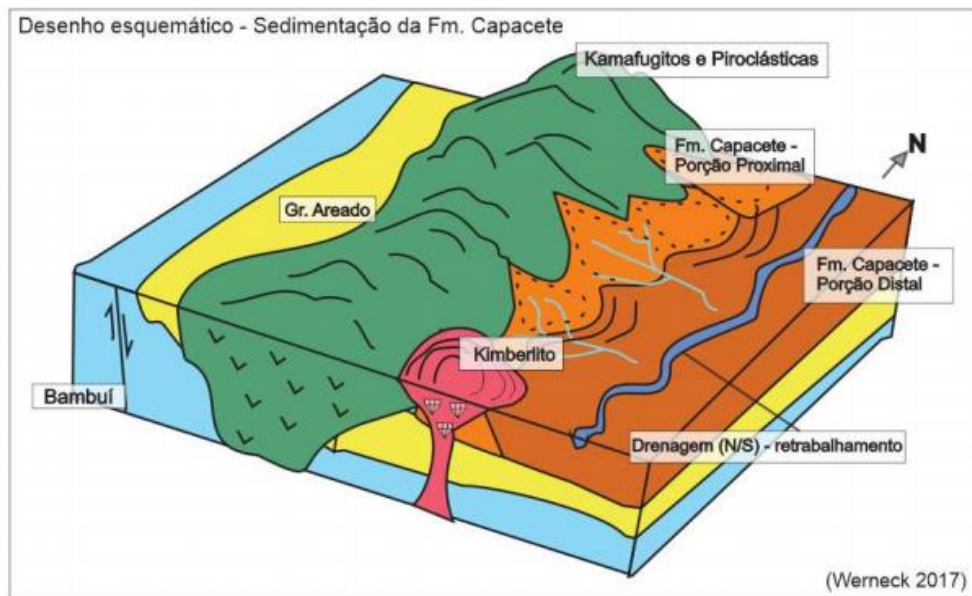 Desenho esquemático - Sedimentação da Fm. Capacete
Kamafugitos e Piroclásticas
Fm. Capacete -
Porção Proximal
N
Gr. Areado
Fm. Capacete -
Porção Distal
Kimberlito
Bambuí
Drenagem (N/S) - retrabalhamento
(Werneck 2017)